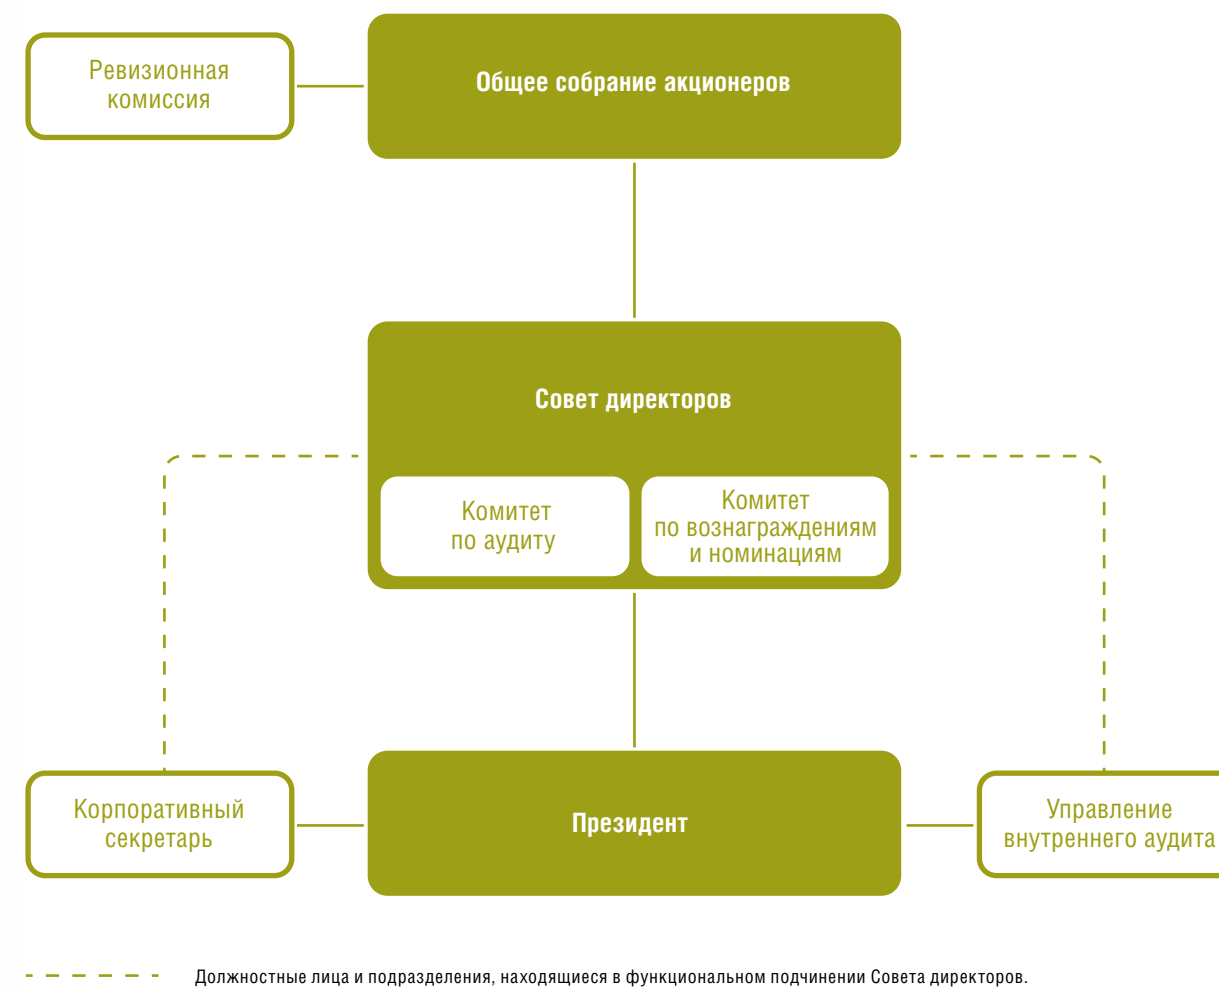 Ревизионная
комиссия
Общее собрание акционеров
Совет директоров
Комитет
по аудиту
Комитет
по вознаграждениям
и номинациям
Корпоративный
секретарь
Президент
Управление
внутреннего аудита
Должностные лица и подразделения, находящиеся в функциональном подчинении Совета директоров.